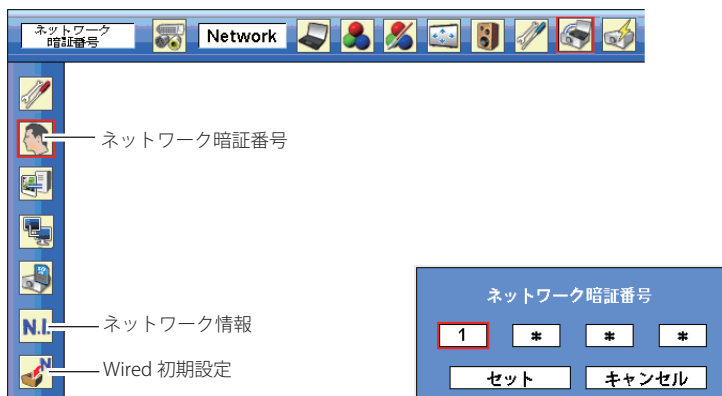 ネットワーク
暗証番号
Network
ネットワーク暗証番号
ネットワーク暗証番号
1 * * *
セット キャンセル
N.I.
ネットワーク情報
N
Wired 初期設定